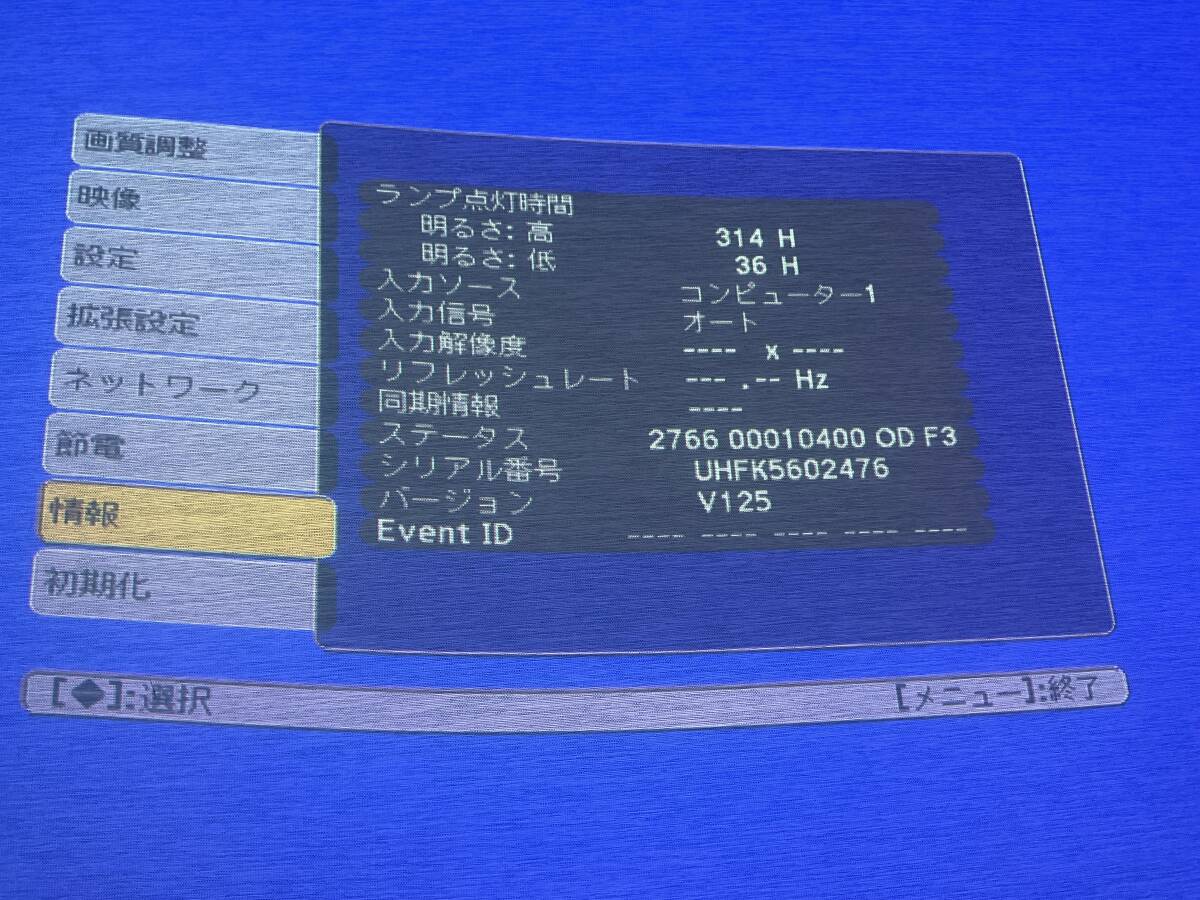 画質調整
映像
設定
拡張設定
ネットワーク
節電
情報
初期化
ランプ点灯時間
明るさ: 高 314 H
明るさ: 低 36 H
入力ソース コンピューター1
入力信号 オート
入力解像度 ---- x ----
リフレッシュレート --- .-- Hz
同期情報 ----
ステータス 2766 00010400 OD F3
シリアル番号 UHFK5602476
バージョン V125
Event ID ---- ---- ---- ---- ----
[◆]:選択 [メニュー]:終了